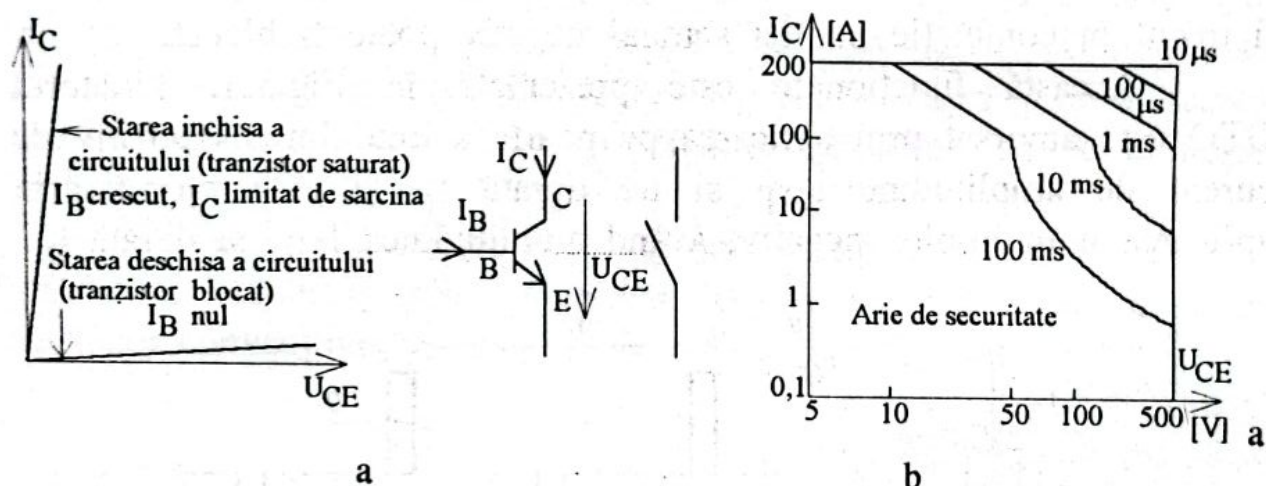 I_C
Starea inchisa a
circuitului (tranzistor saturat)
I_B crescut, I_C limitat de sarcina
Starea deschisa a circuitului
(tranzistor blocat)
I_B nul
U_CE
a
I_C
C
I_B
B
E
U_CE
I_C [A]
10 μs
200
100 μs
100
1 ms
10 ms
10
100 ms
1
Arie de securitate
U_CE
0,1
5 10 50 100 500 [V]
a
b